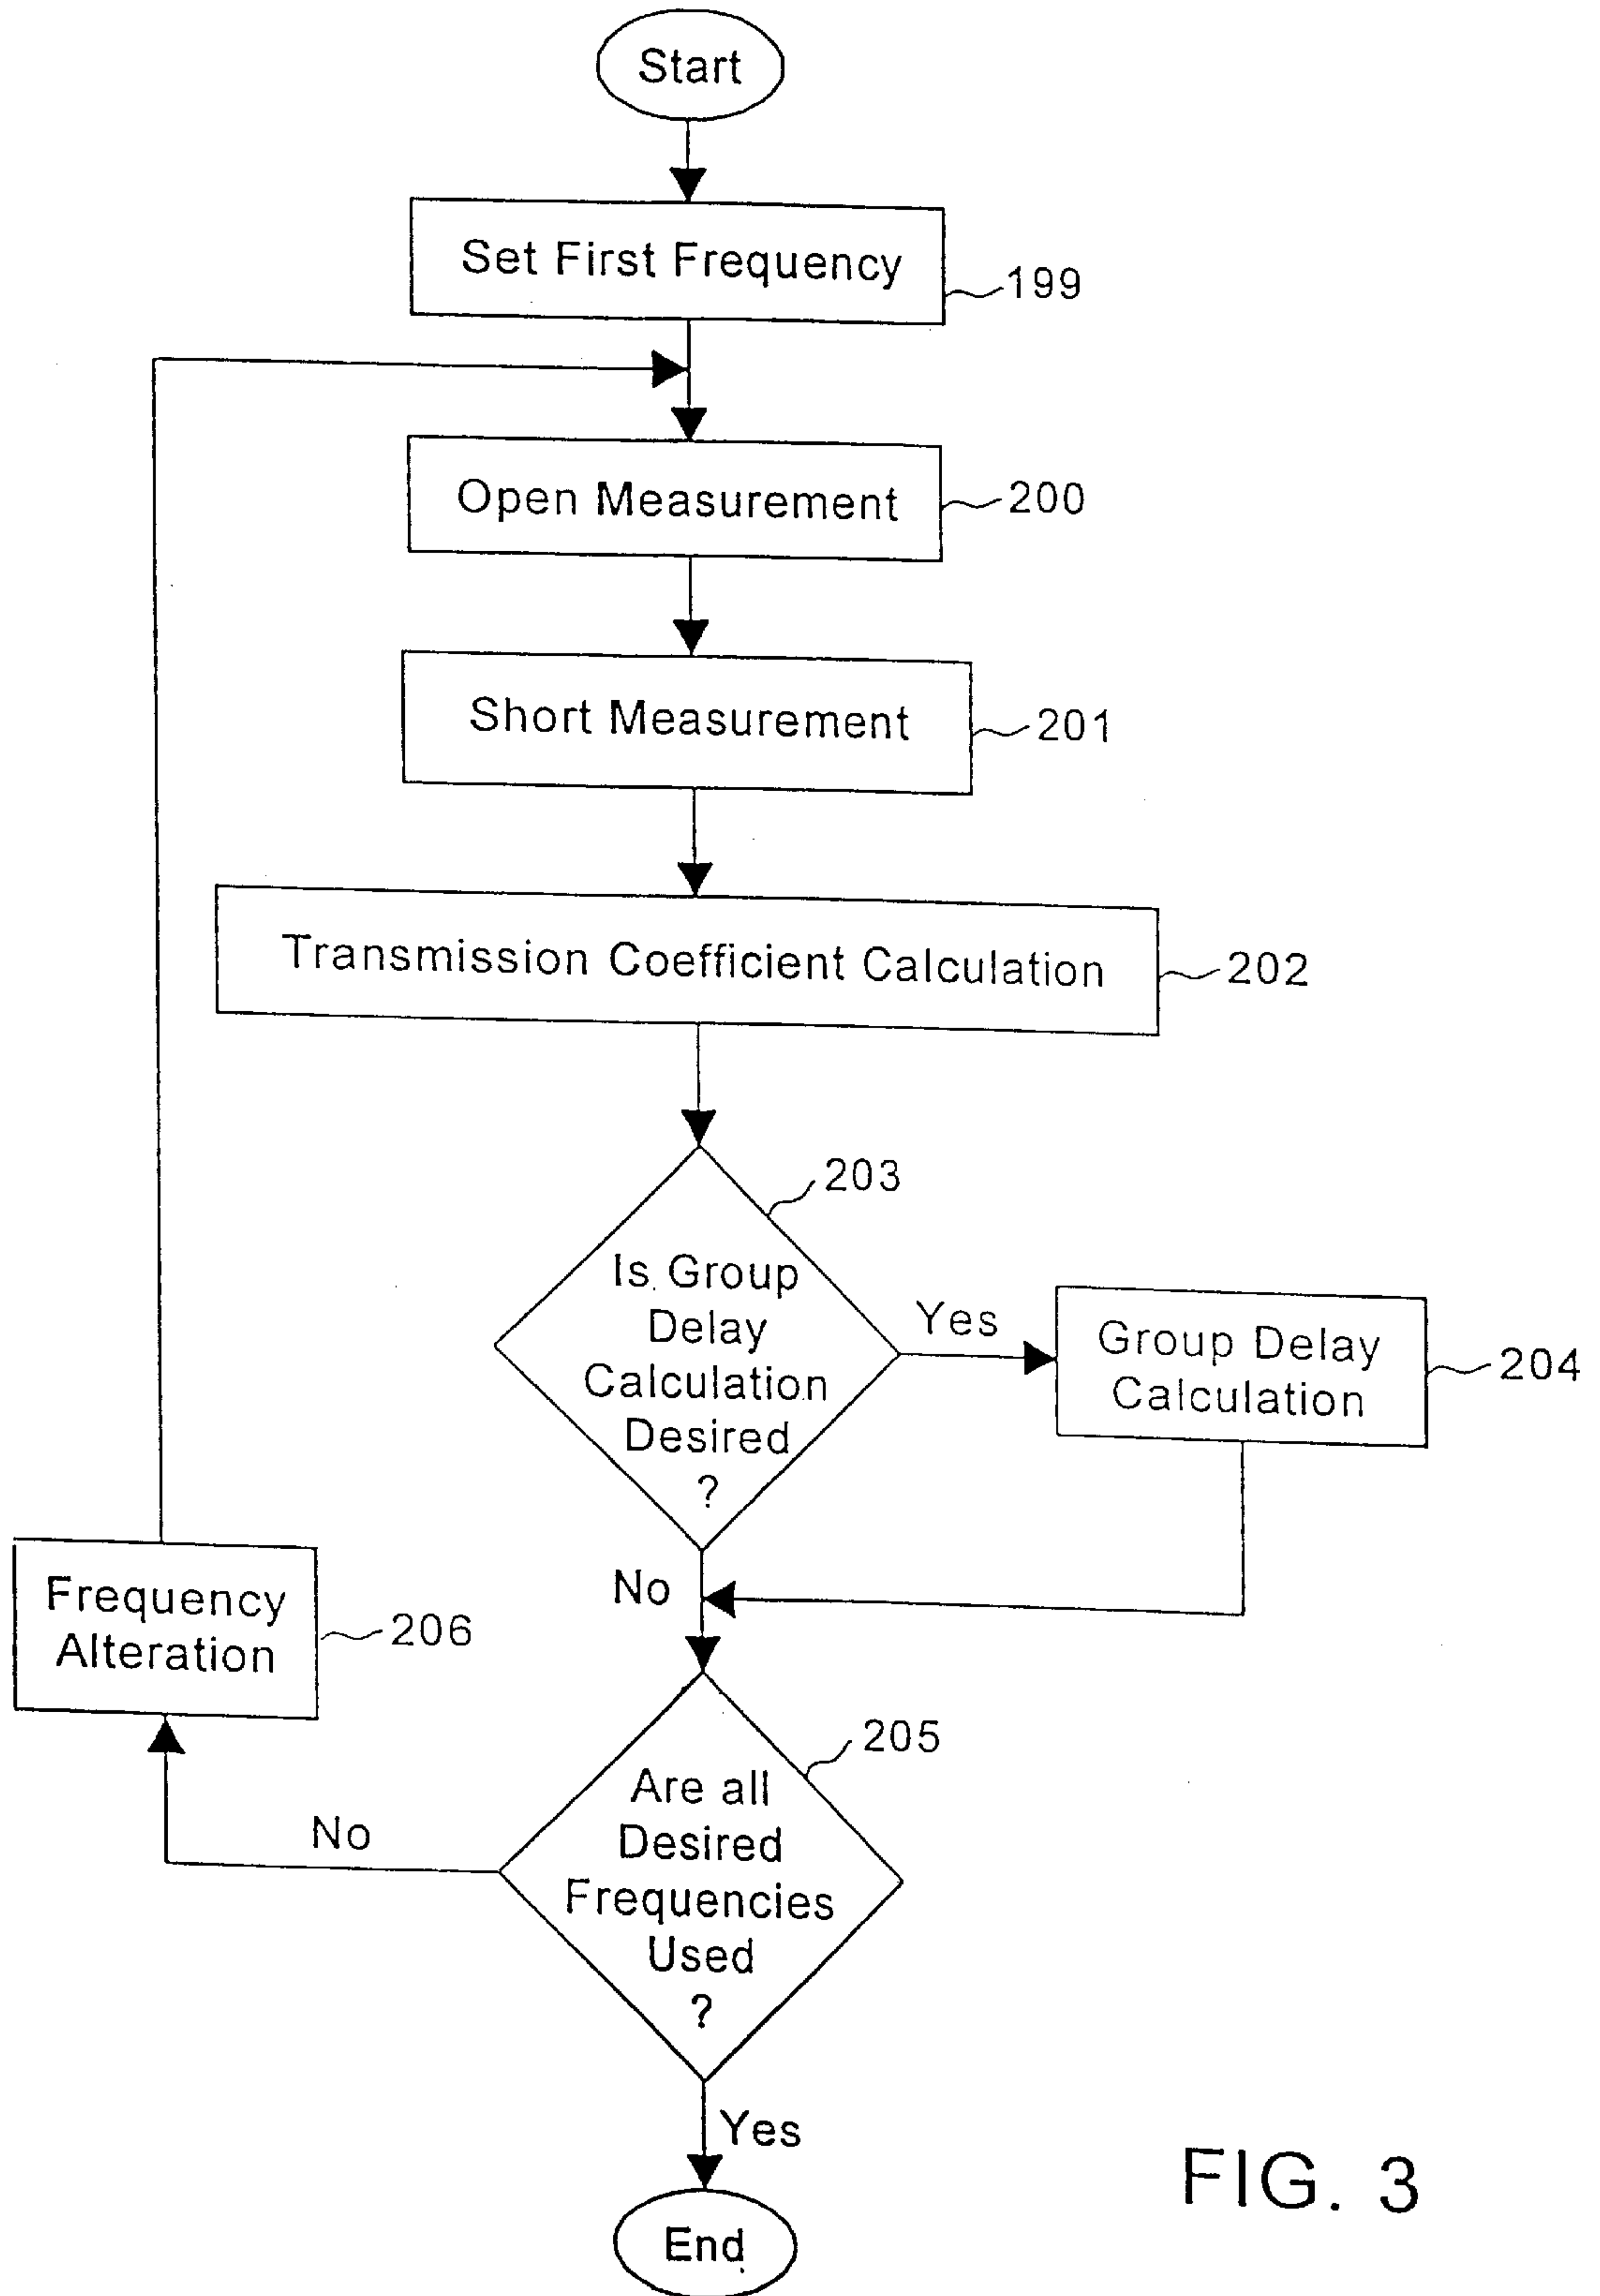 Start
Set First Frequency
199
Open Measurement
200
Short Measurement
201
Transmission Coefficient Calculation
202
203
Is Group
Delay
Calculation
Desired
?
Yes
Group Delay
Calculation
204
No
Frequency
Alteration
206
205
Are all
Desired
Frequencies
Used
?
No
Yes
End
FIG. 3